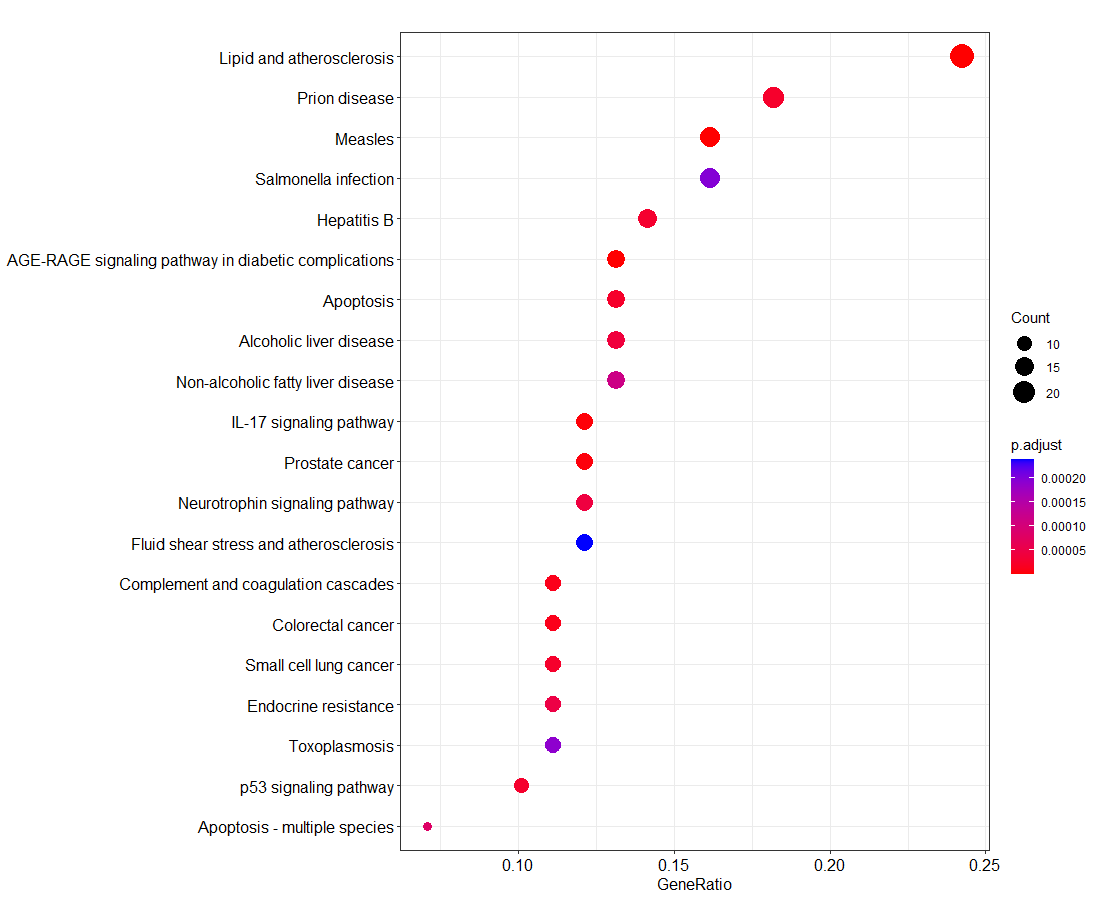 Lipid and atherosclerosis
Prion disease
Measles
Salmonella infection
Hepatitis B
AGE-RAGE signaling pathway in diabetic complications
Apoptosis
Alcoholic liver disease
Non-alcoholic fatty liver disease
IL-17 signaling pathway
Prostate cancer
Neurotrophin signaling pathway
Fluid shear stress and atherosclerosis
Complement and coagulation cascades
Colorectal cancer
Small cell lung cancer
Endocrine resistance
Toxoplasmosis
p53 signaling pathway
Apoptosis - multiple species
0.10 0.15 0.20 0.25
GeneRatio
Count
10
15
20
p.adjust
0.00020
0.00015
0.00010
0.00005